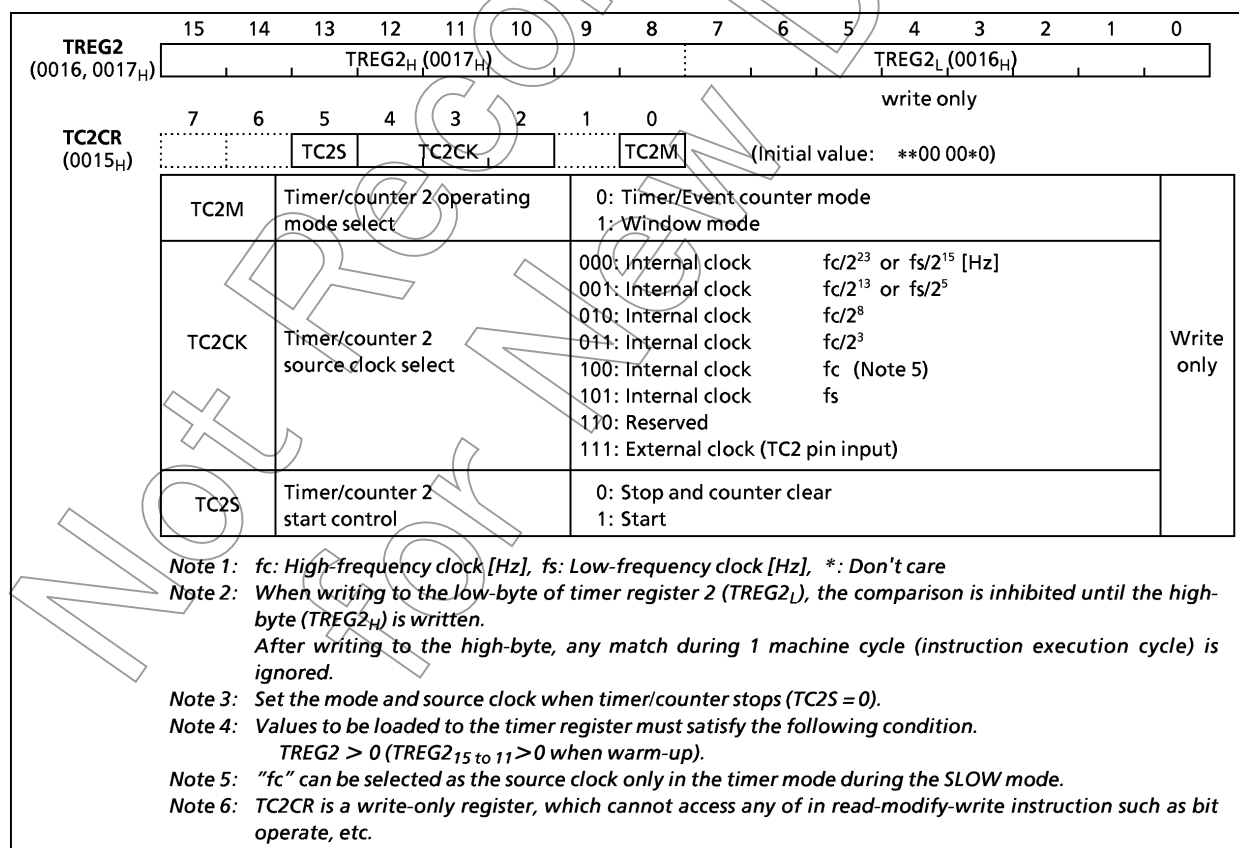 15 14 13 12 11 10 9 8 7 6 5 4 3 2 1 0
TREG2
(0016, 0017H)
TREG2H (0017H) TREG2L (0016H)
write only
7 6 5 4 3 2 1 0
TC2CR
(0015H)
TC2S TC2CK TC2M (Initial value: **00 00*0)
TC2M
Timer/counter 2 operating
mode select
0: Timer/Event counter mode
1: Window mode
TC2CK
Timer/counter 2
source clock select
000: Internal clock fc/2²³ or fs/2¹⁵ [Hz]
001: Internal clock fc/2¹³ or fs/2⁵
010: Internal clock fc/2⁸
011: Internal clock fc/2³
100: Internal clock fc (Note 5)
101: Internal clock fs
110: Reserved
111: External clock (TC2 pin input)
TC2S
Timer/counter 2
start control
0: Stop and counter clear
1: Start
Write
only
Note 1: fc: High-frequency clock [Hz], fs: Low-frequency clock [Hz], *: Don't care
Note 2: When writing to the low-byte of timer register 2 (TREG2L), the comparison is inhibited until the high-
byte (TREG2H) is written.
After writing to the high-byte, any match during 1 machine cycle (instruction execution cycle) is
ignored.
Note 3: Set the mode and source clock when timer/counter stops (TC2S = 0).
Note 4: Values to be loaded to the timer register must satisfy the following condition.
TREG2 > 0 (TREG2 15 to 11 > 0 when warm-up).
Note 5: "fc" can be selected as the source clock only in the timer mode during the SLOW mode.
Note 6: TC2CR is a write-only register, which cannot access any of in read-modify-write instruction such as bit
operate, etc.
Not Recom
for New D